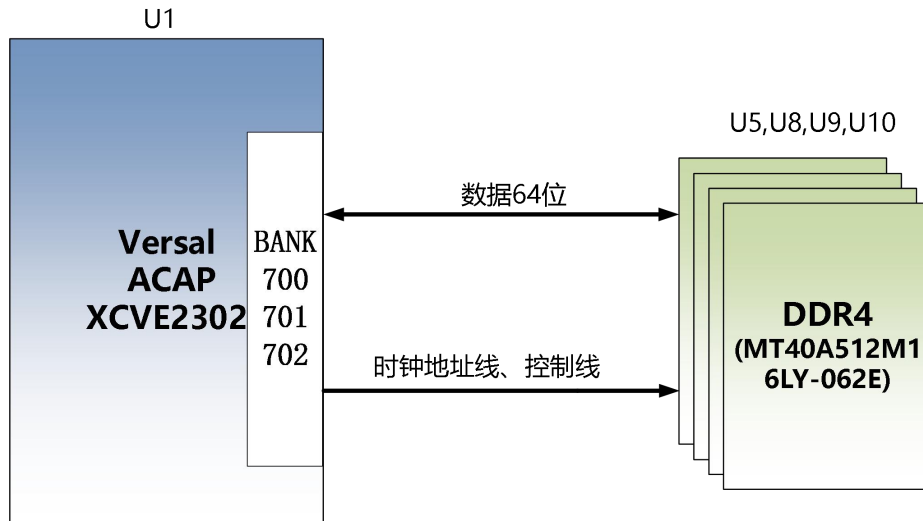 U1
U5,U8,U9,U10
数据64位
Versal
ACAP
XCVE2302
BANK
700
701
702
时钟地址线、控制线
DDR4
(MT40A512M1
6LY-062E)